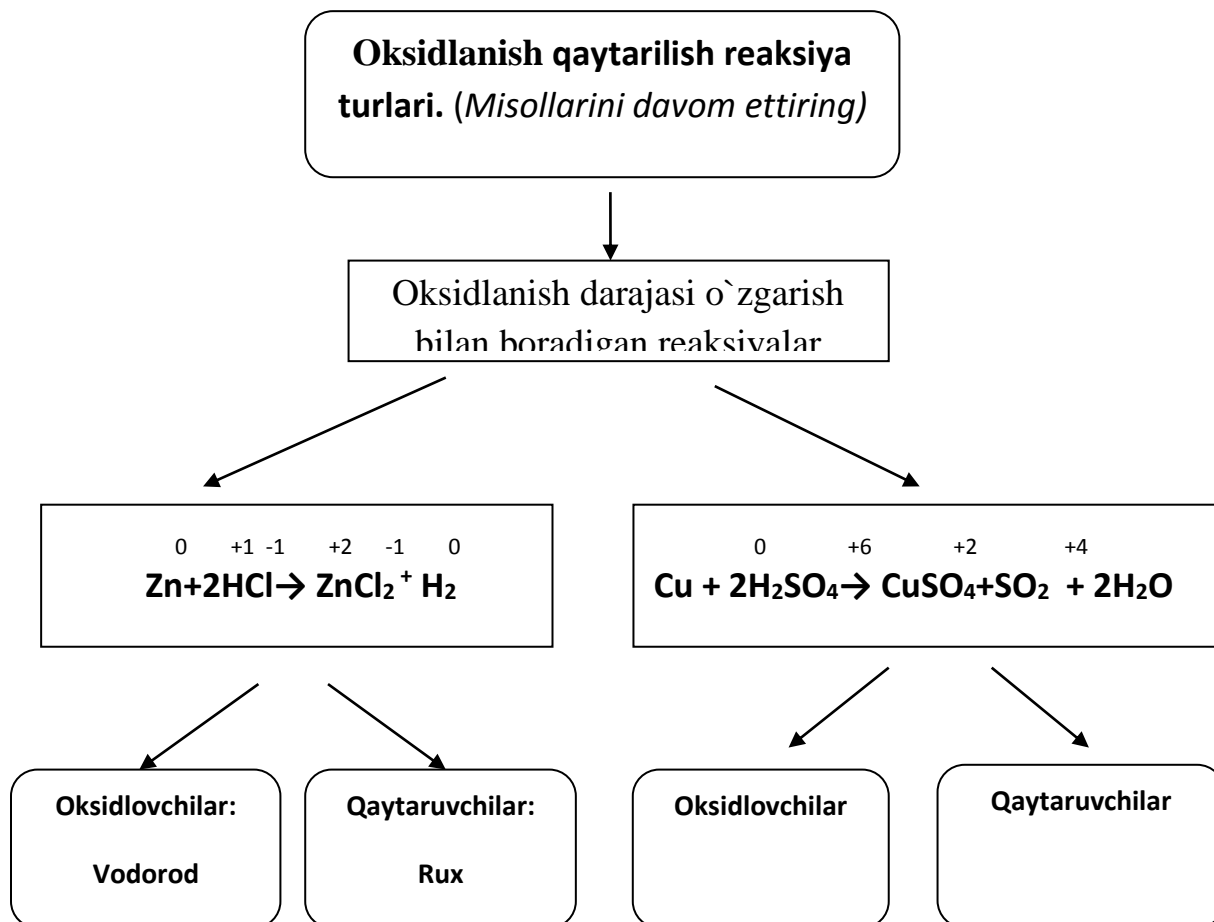 Oksidlanish qaytarilish reaksiya
turlari. (Misollarini davom ettiring)
Oksidlanish darajasi o`zgarish
bilan boradigan reaksiyalar
0 +1 -1 +2 -1 0
Zn+2HCl→ ZnCl₂ ⁺ H₂
0 +6 +2 +4
Cu + 2H₂SO₄→ CuSO₄+SO₂ + 2H₂O
Oksidlovchilar:
Vodorod
Qaytaruvchilar:
Rux
Oksidlovchilar
Qaytaruvchilar